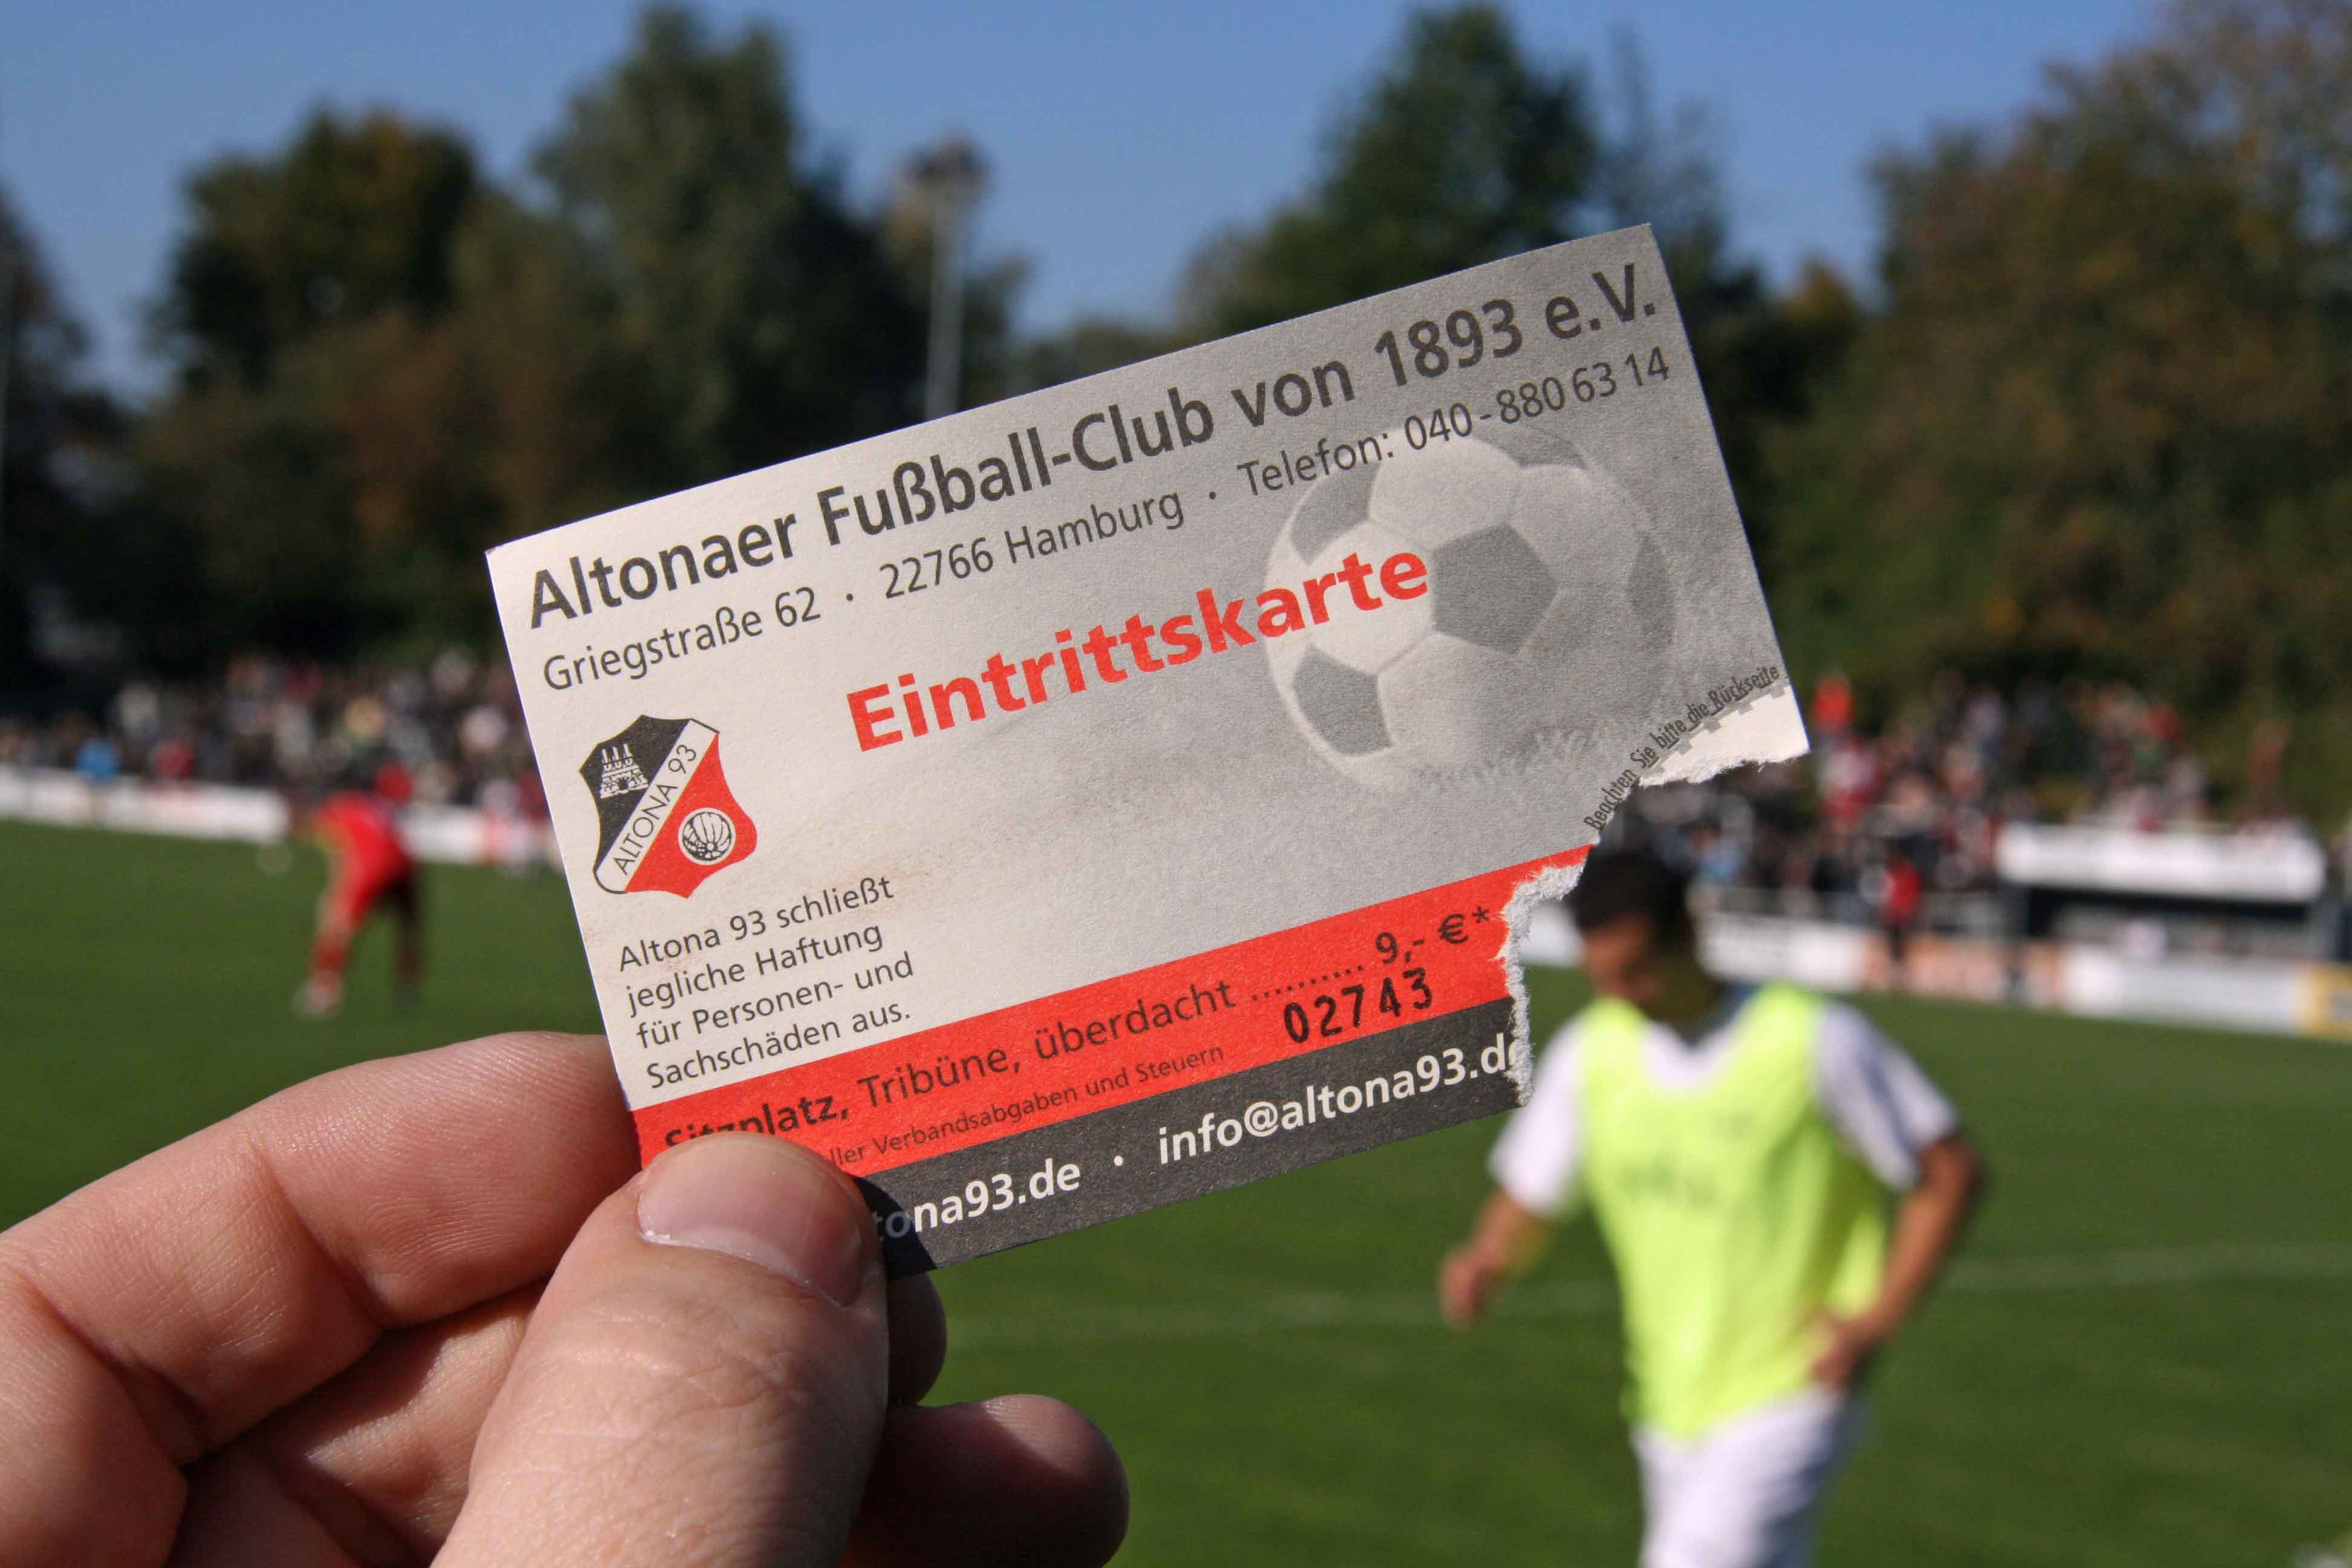 Altonaer Fußball-Club von 1893 e.V.
Griegstraße 62 · 22766 Hamburg · Telefon: 040-880 63 14
Eintrittskarte
ALTONA 93
Beachten Sie bitte die Rückseite
Altona 93 schließt
jegliche Haftung
für Personen- und
Sachschäden aus.
Sitzplatz, Tribüne, überdacht .......... 9,- €*
ller Verbandsabgaben und Steuern
02743
tona93.de · info@altona93.de